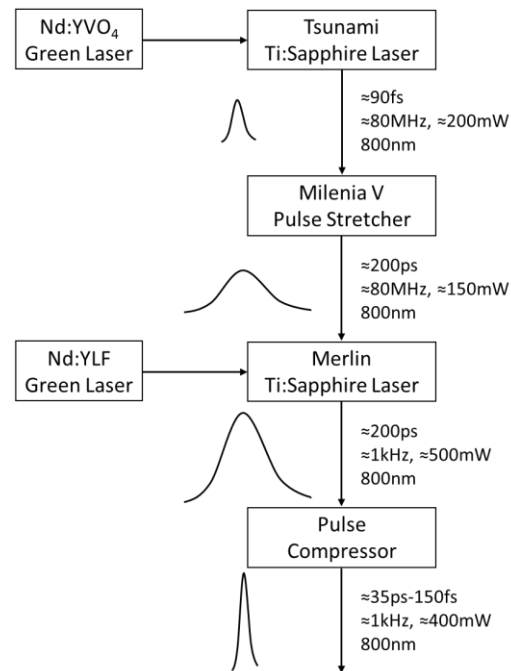 Nd:YVO₄
Green Laser
Tsunami
Ti:Sapphire Laser
≈90fs
≈80MHz, ≈200mW
800nm
Milenia V
Pulse Stretcher
≈200ps
≈80MHz, ≈150mW
800nm
Nd:YLF
Green Laser
Merlin
Ti:Sapphire Laser
≈200ps
≈1kHz, ≈500mW
800nm
Pulse
Compressor
≈35ps-150fs
≈1kHz, ≈400mW
800nm